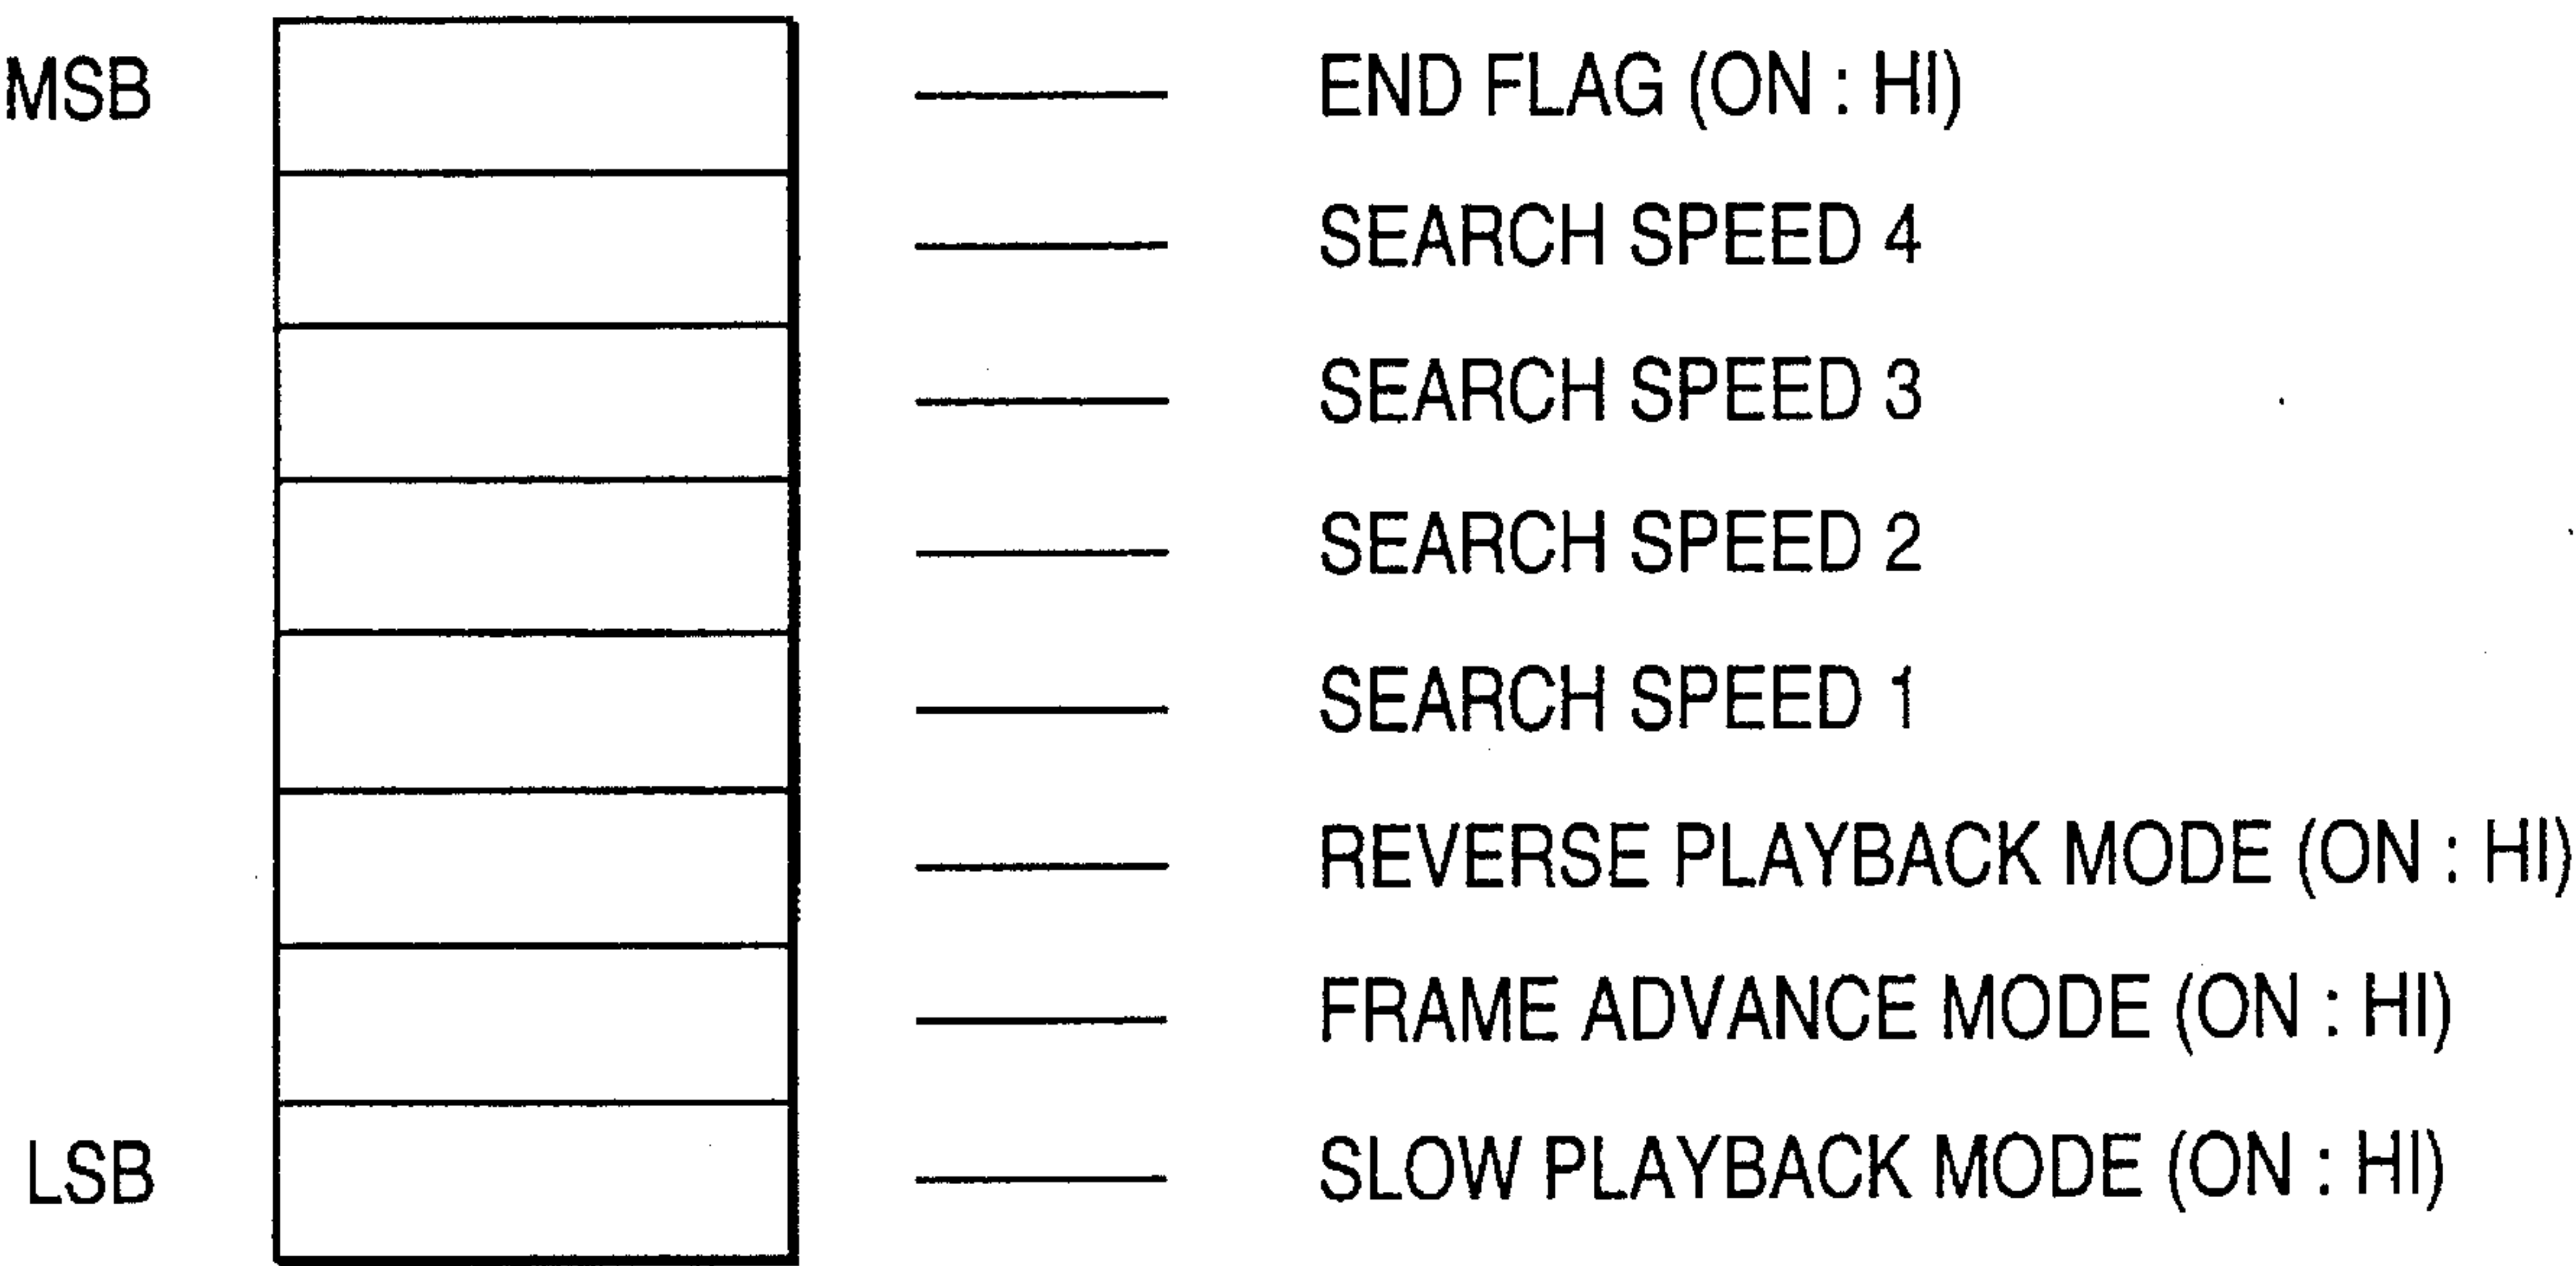 MSB END FLAG (ON : HI)
SEARCH SPEED 4
SEARCH SPEED 3
SEARCH SPEED 2
SEARCH SPEED 1
REVERSE PLAYBACK MODE (ON : HI)
FRAME ADVANCE MODE (ON : HI)
LSB SLOW PLAYBACK MODE (ON : HI)